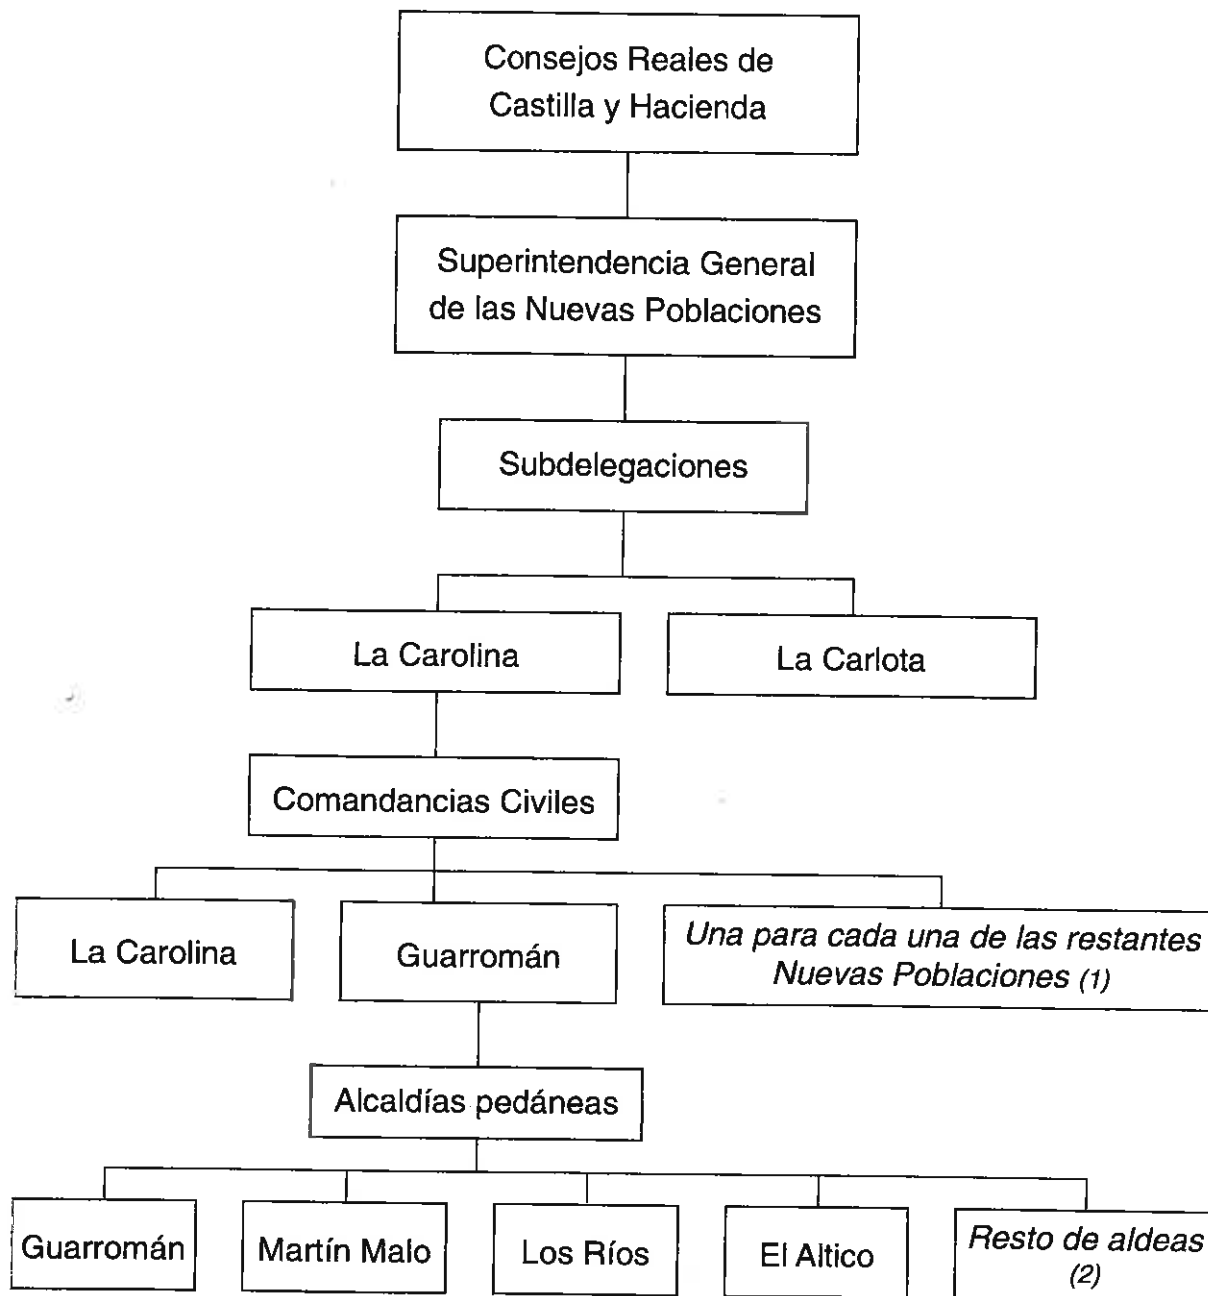 Consejos Reales de
Castilla y Hacienda
Superintendencia General
de las Nuevas Poblaciones
Subdelegaciones
La Carolina
La Carlota
Comandancias Civiles
La Carolina
Guarromán
Una para cada una de las restantes
Nuevas Poblaciones (1)
Alcaldías pedáneas
Guarromán
Martín Malo
Los Ríos
El Altico
Resto de aldeas
(2)